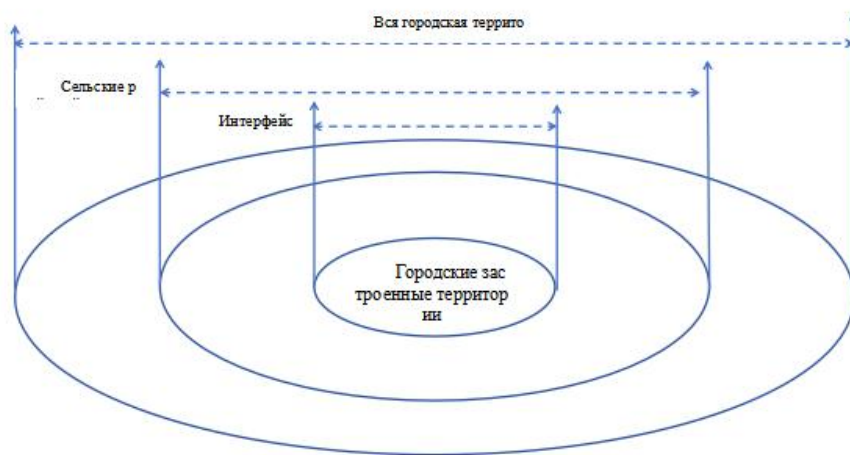 Вся городская террито
Сельские р
Интерфейс
Городские зас
троенные территор
ии